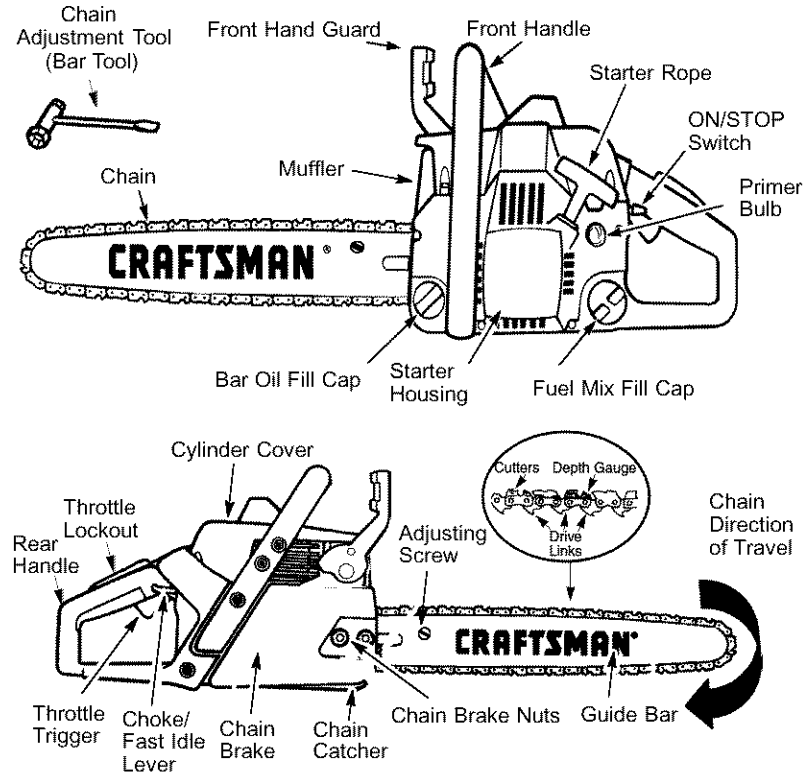 Chain
Adjustment Tool
(Bar Tool)
Front Hand Guard
Front Handle
Starter Rope
ON/STOP
Switch
Muffler
Primer
Bulb
Chain
CRAFTSMAN
Bar Oil Fill Cap
Starter
Housing
Fuel Mix Fill Cap
Cylinder Cover
Cutters
Depth Gauge
Drive
Links
Chain
Direction
of Travel
Throttle
Lockout
Rear
Handle
Adjusting
Screw
CRAFTSMAN
Throttle
Trigger
Choke/
Fast Idle
Lever
Chain
Brake
Chain
Catcher
Chain Brake Nuts
Guide Bar